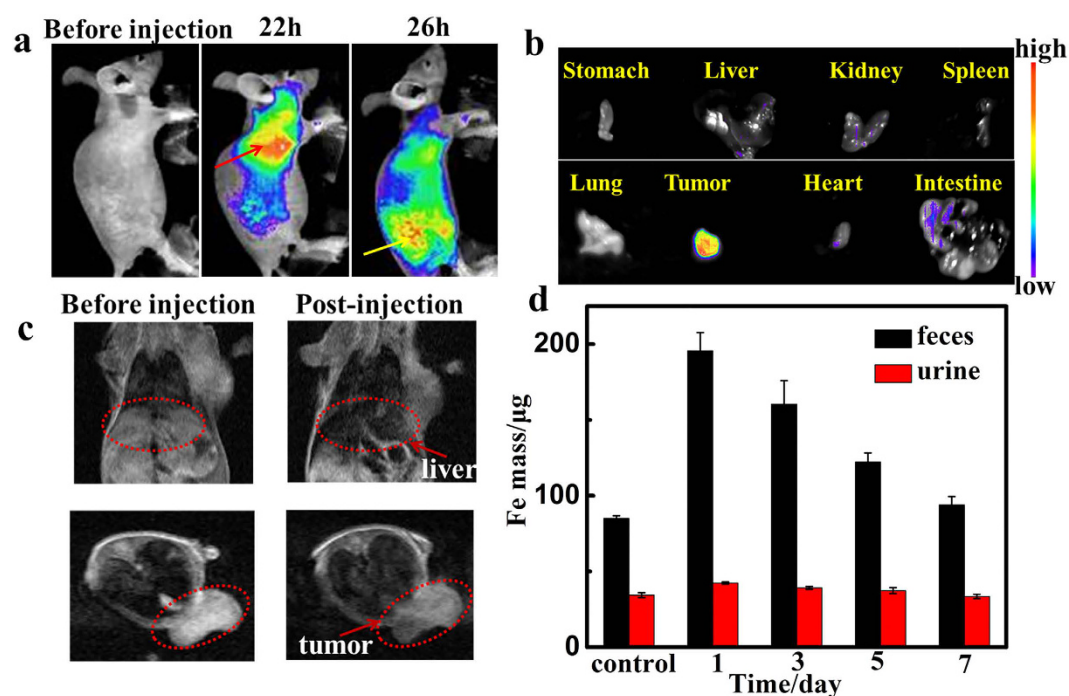 a
Before injection
22h
26h
b
Stomach
Liver
Kidney
Spleen
Lung
Tumor
Heart
Intestine
high
low
c
Before injection
Post-injection
liver
tumor
d
Fe mass/μg
200
100
0
feces
urine
control
1
3
5
7
Time/day